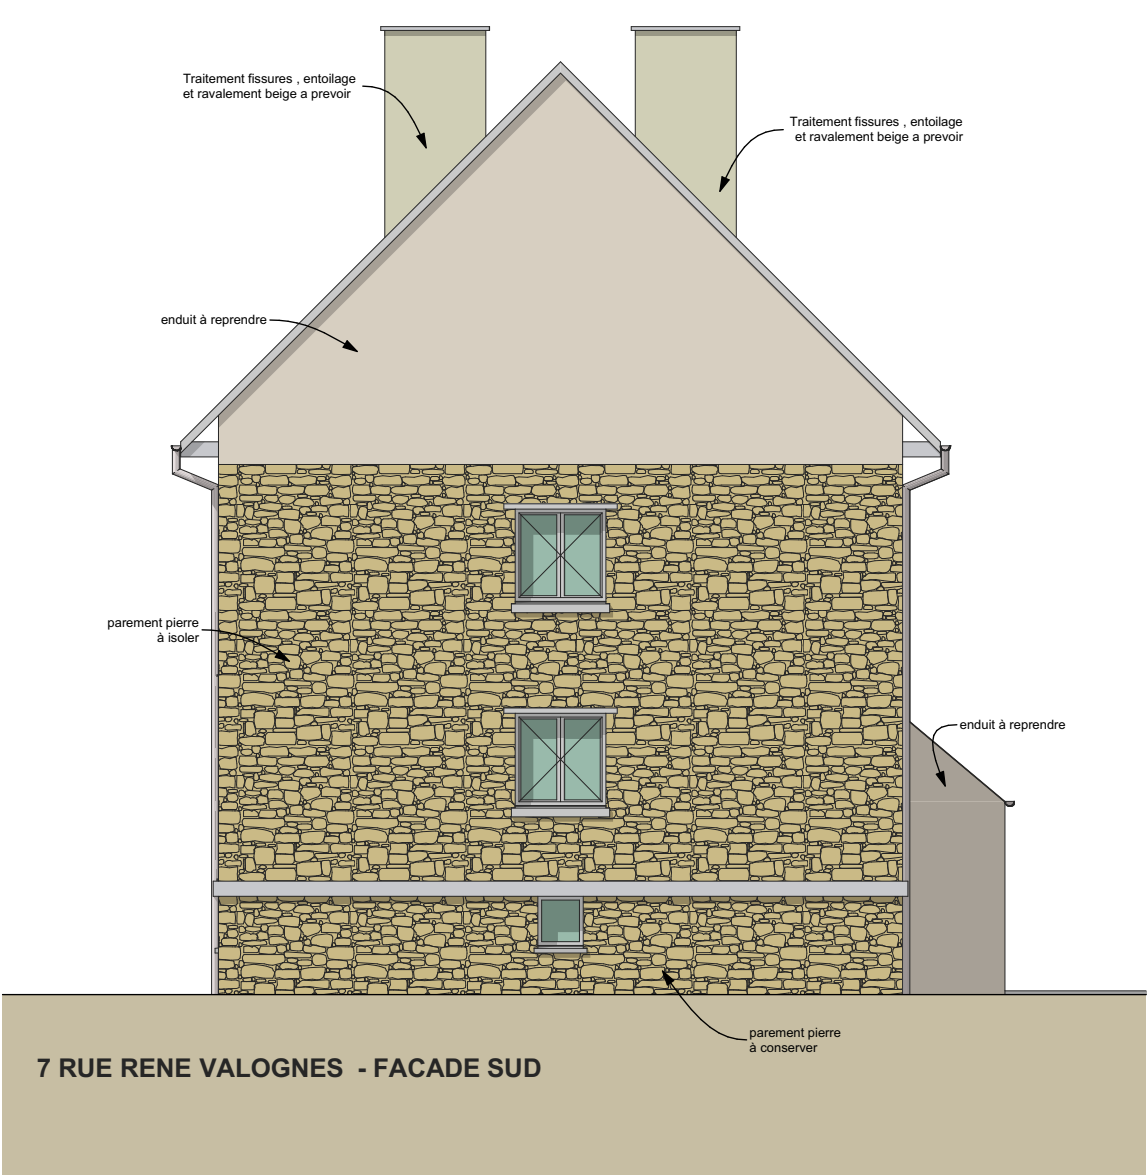 Traitement fissures , entoilage
et ravalement beige a prevoir
Traitement fissures , entoilage
et ravalement beige a prevoir
enduit à reprendre
parement pierre
à isoler
enduit à reprendre
parement pierre
à conserver
7 RUE RENE VALOGNES - FACADE SUD